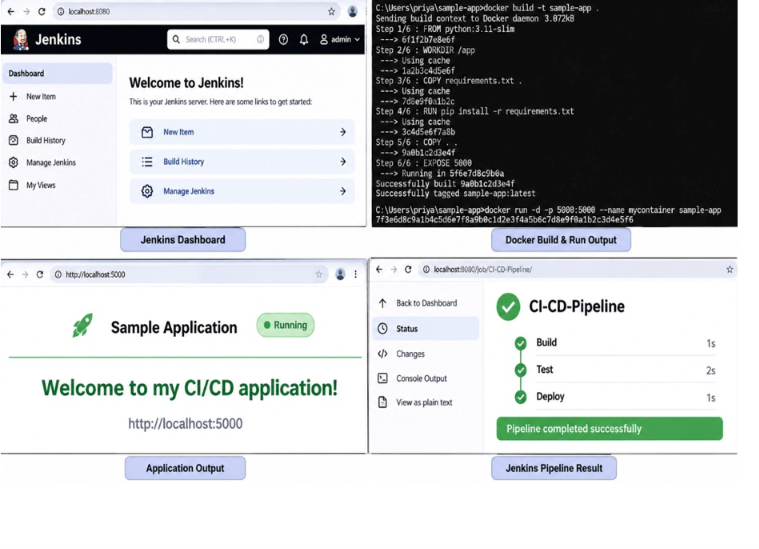 localhost:8080
Jenkins
Search (CTRL+K)
admin
Dashboard
New Item
People
Build History
Manage Jenkins
My Views
Welcome to Jenkins!
This is your Jenkins server. Here are some links to get started:
New Item
Build History
Manage Jenkins
Jenkins Dashboard
C:\Users\priya\sample-app>docker build -t sample-app .
Sending build context to Docker daemon 3.072kB
Step 1/6 : FROM python:3.11-slim
---> 6f1f2b7e8e6f
Step 2/6 : WORKDIR /app
---> Using cache
---> 1a2b3c4d5e6f
Step 3/6 : COPY requirements.txt .
---> Using cache
---> 7d8e9f0a1b2c
Step 4/6 : RUN pip install -r requirements.txt
---> Using cache
---> 3c4d5e6f7a8b
Step 5/6 : COPY . .
---> 9a0b1c2d3e4f
Step 6/6 : EXPOSE 5000
---> Running in 5f6e7d8c9b0a
Successfully built 9a0b1c2d3e4f
Successfully tagged sample-app:latest
C:\Users\priya\sample-app>docker run -d -p 5000:5000 --name mycontainer sample-app
7f3e6d8c9a1b4c5d6e7f8a9b0c1d2e3f4a5b6c7d8e9f0a1b2c3d4e5f6
Docker Build & Run Output
http://localhost:5000
Sample Application
Running
Welcome to my CI/CD application!
http://localhost:5000
Application Output
localhost:8080/job/CI-CD-Pipeline/
Back to Dashboard
Status
Changes
Console Output
View as plain text
CI-CD-Pipeline
Build 1s
Test 2s
Deploy 1s
Pipeline completed successfully
Jenkins Pipeline Result